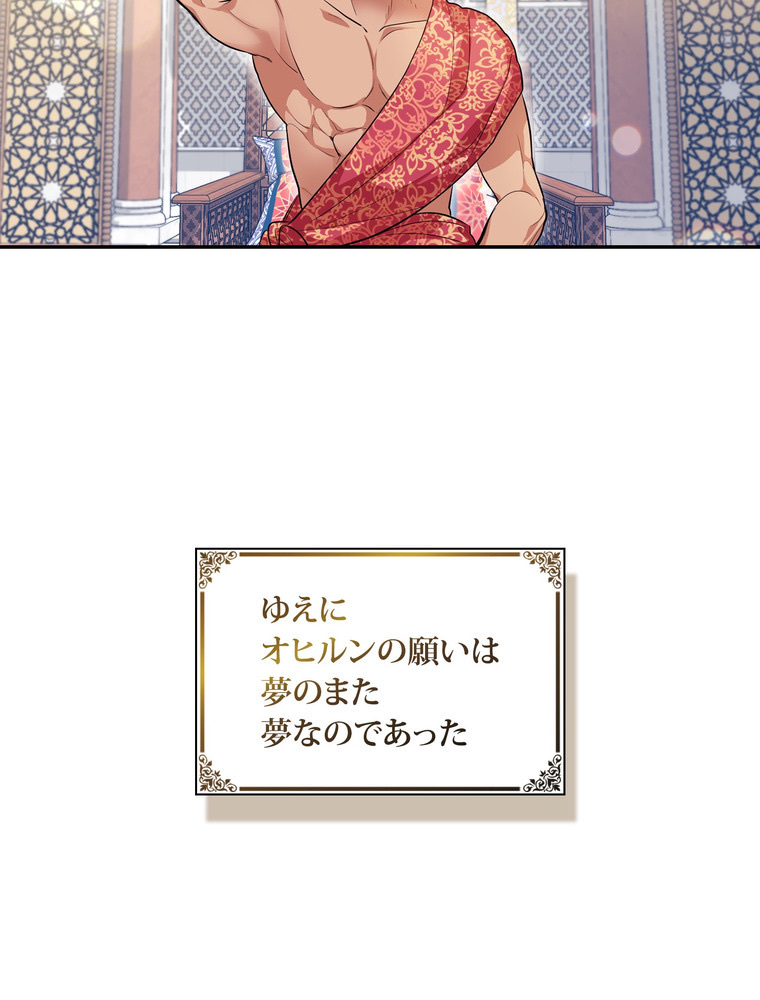 ゆえに
オヒルンの願いは
夢のまた
夢なのであった